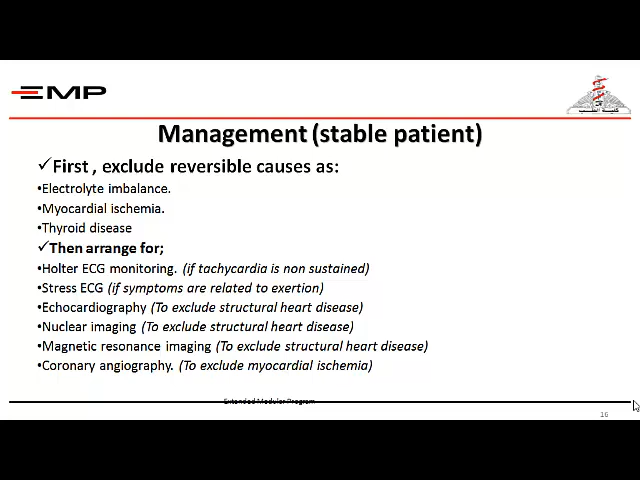 EMP
كلية الطب
Management (stable patient)
✓First , exclude reversible causes as:
•Electrolyte imbalance.
•Myocardial ischemia.
•Thyroid disease
✓Then arrange for;
•Holter ECG monitoring. (if tachycardia is non sustained)
•Stress ECG (if symptoms are related to exertion)
•Echocardiography (To exclude structural heart disease)
•Nuclear imaging (To exclude structural heart disease)
•Magnetic resonance imaging (To exclude structural heart disease)
•Coronary angiography. (To exclude myocardial ischemia)
Extended Modular Program
16